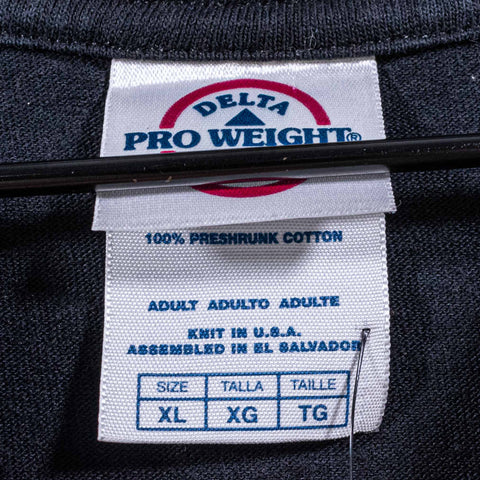 DELTA
PRO WEIGHT®
100% PRESHRUNK COTTON
ADULT ADULTO ADULTE
KNIT IN U.S.A.
ASSEMBLED IN EL SALVADOR
SIZE TALLA TAILLE
XL XG TG